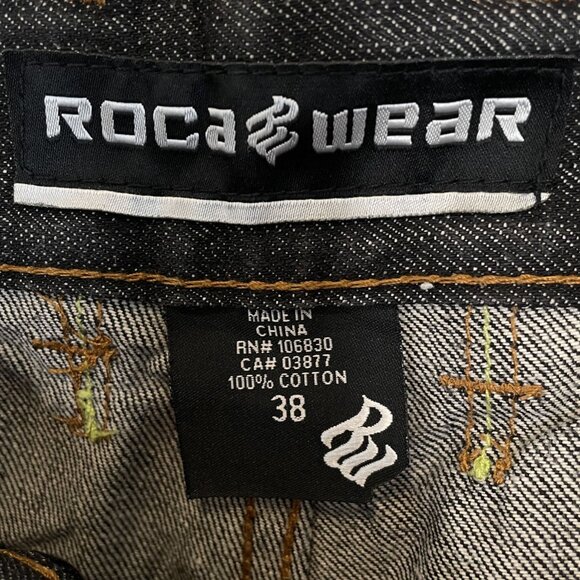 ROCA WEAR
MADE IN
CHINA
RN# 106830
CA# 03877
100% COTTON
38
RW